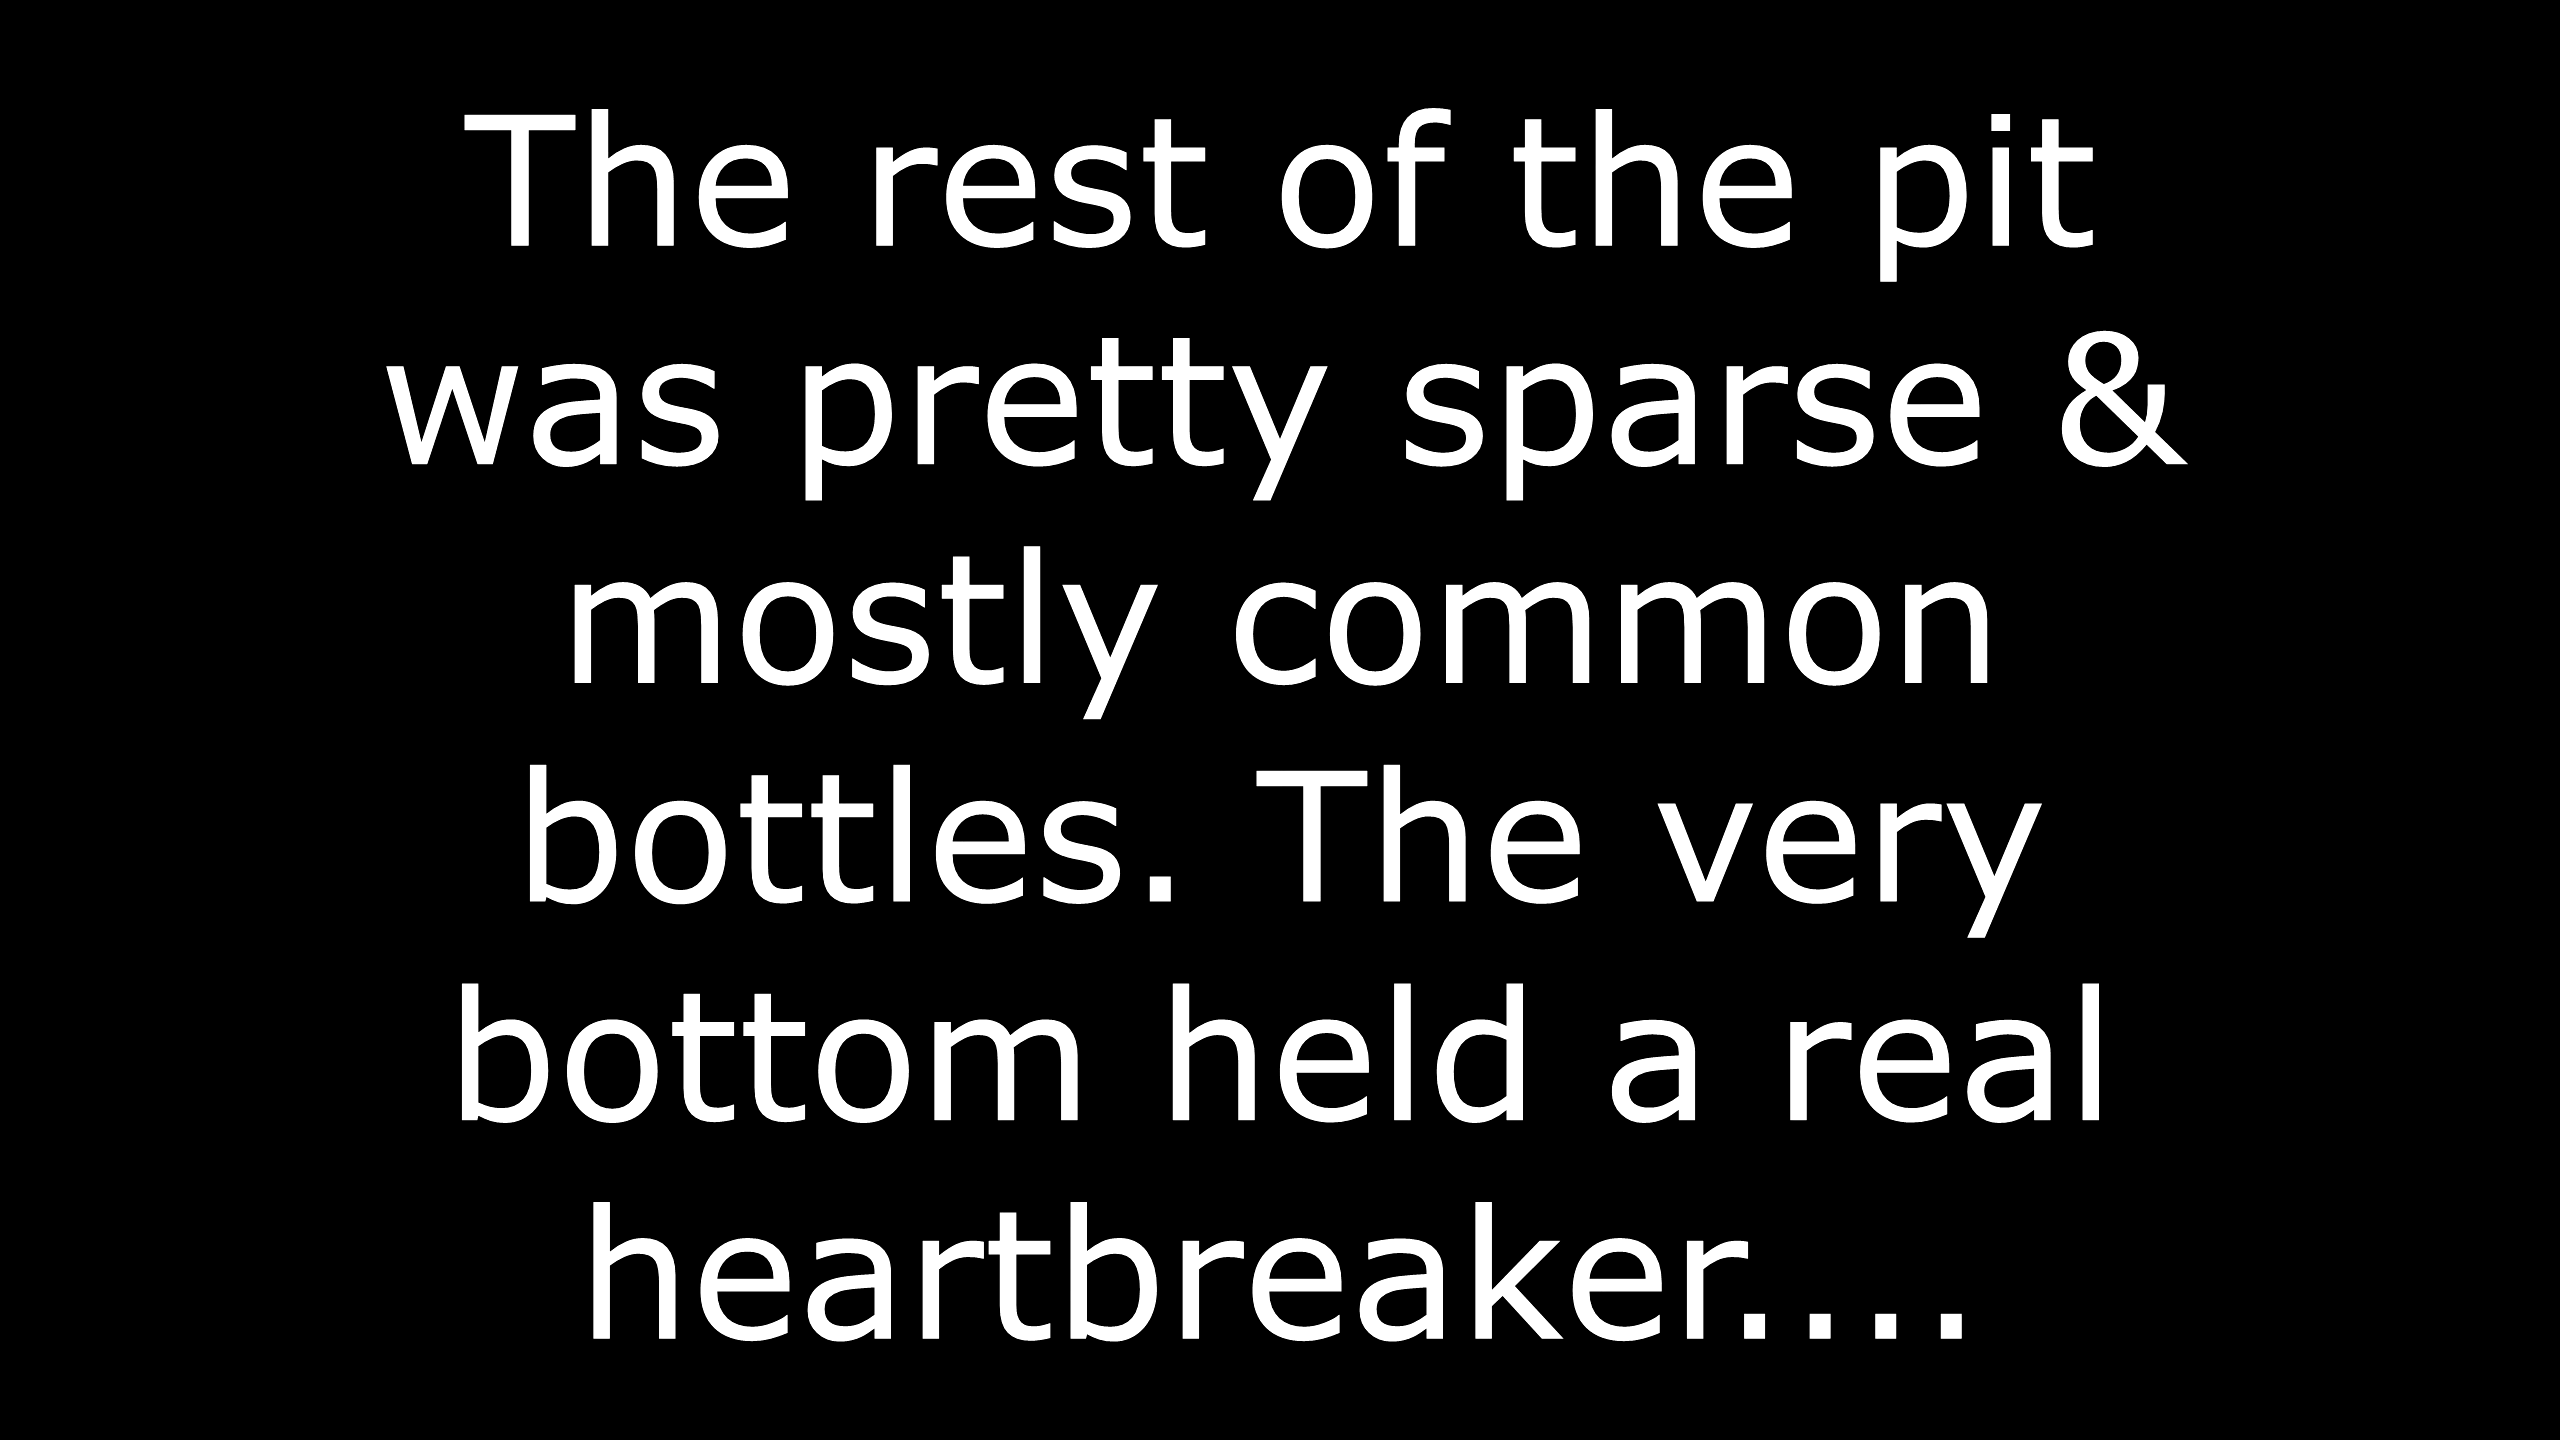 The rest of the pit
was pretty sparse &
mostly common
bottles. The very
bottom held a real
heartbreaker....